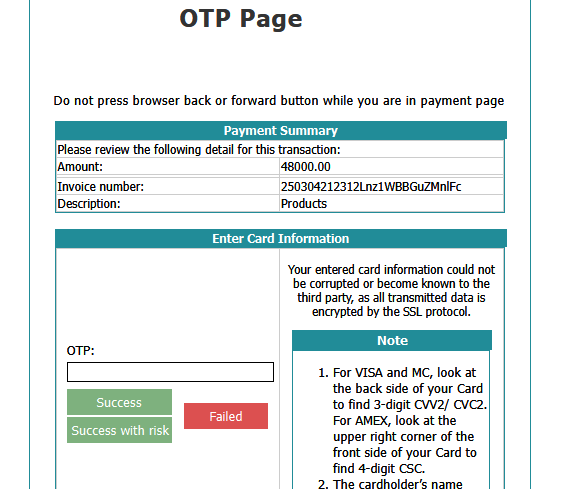 OTP Page
Do not press browser back or forward button while you are in payment page
Payment Summary
Please review the following detail for this transaction:
Amount: 48000.00
Invoice number: 250304212312Lnz1WBBGuZMnlFc
Description: Products
Enter Card Information
Your entered card information could not
be corrupted or become known to the
third party, as all transmitted data is
encrypted by the SSL protocol.
OTP:
Success
Success with risk
Failed
Note
1. For VISA and MC, look at
the back side of your Card
to find 3-digit CVV2/ CVC2.
For AMEX, look at the
upper right corner of the
front side of your Card to
find 4-digit CSC.
2. The cardholder's name